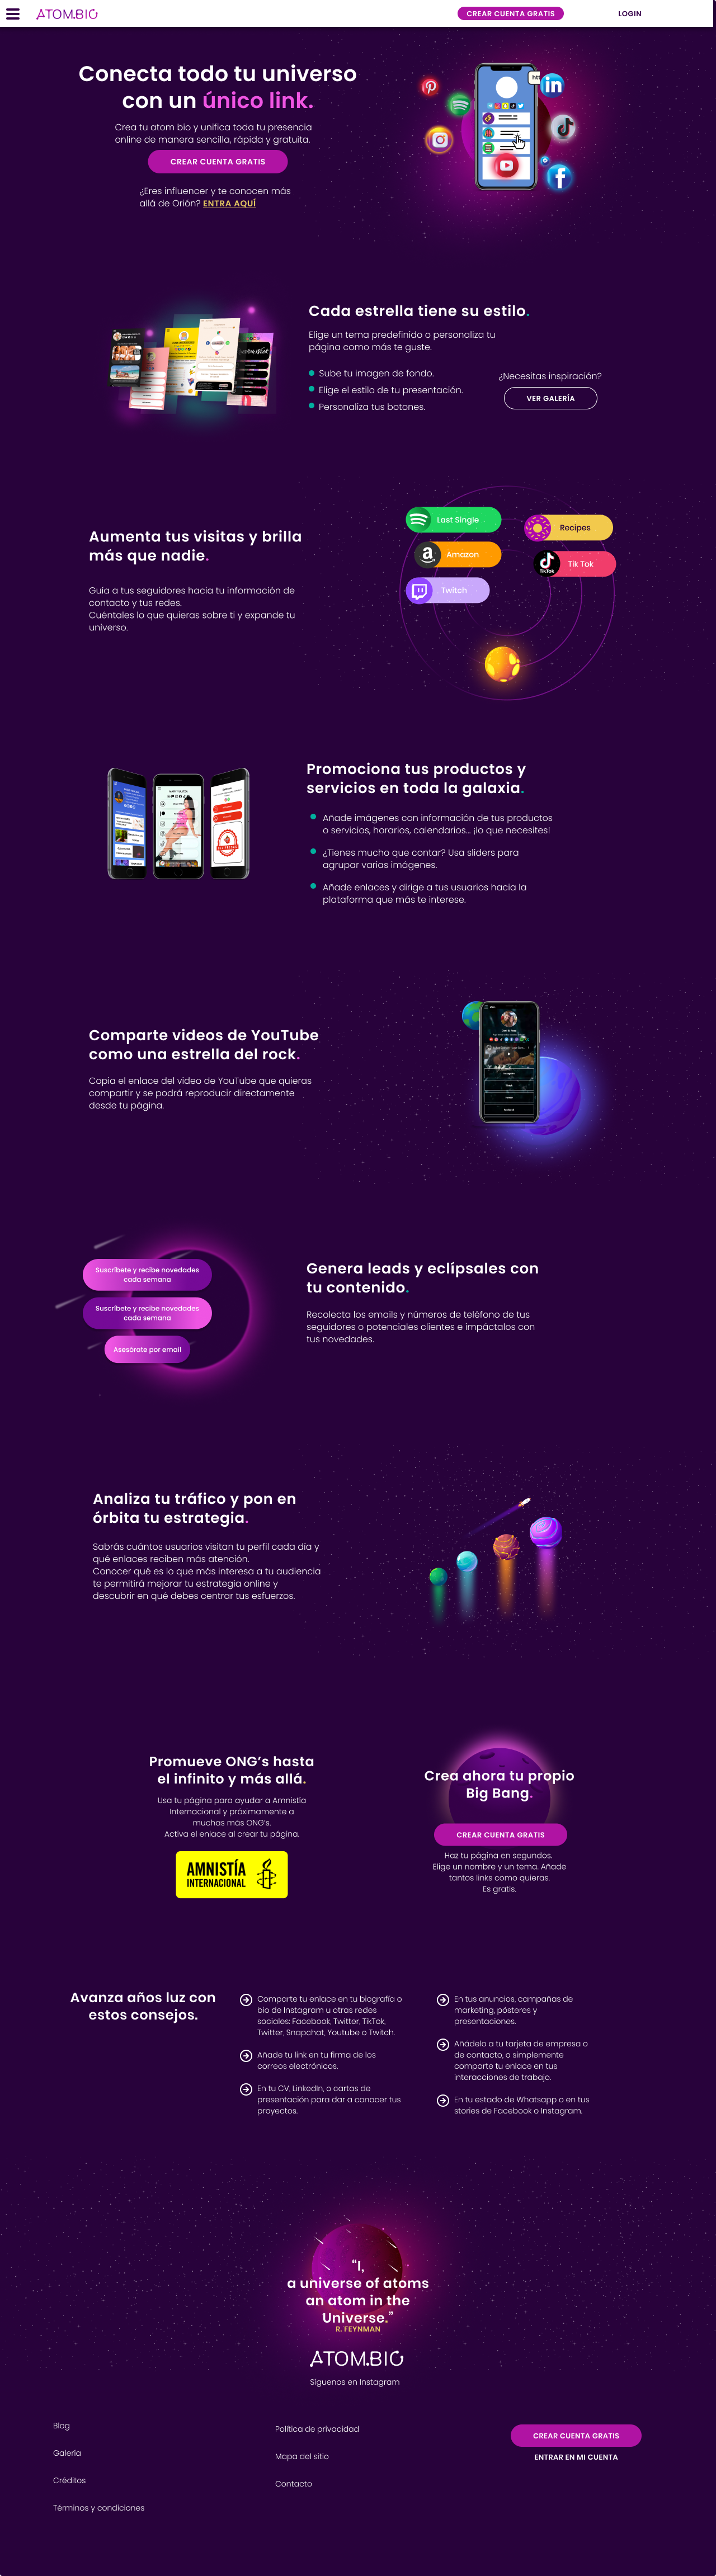 ATOM.BIO
CREAR CUENTA GRATIS
LOGIN
Conecta todo tu universo
con un único link.
Crea tu atom bio y unifica toda tu presencia
online de manera sencilla, rápida y gratuita.
CREAR CUENTA GRATIS
¿Eres influencer y te conocen más
allá de Orión? ENTRA AQUÍ
Cada estrella tiene su estilo.
Elige un tema predefinido o personaliza tu
página como más te guste.
Sube tu imagen de fondo.
Elige el estilo de tu presentación.
Personaliza tus botones.
¿Necesitas inspiración?
VER GALERÍA
Aumenta tus visitas y brilla
más que nadie.
Guía a tus seguidores hacia tu información de
contacto y tus redes.
Cuéntales lo que quieras sobre ti y expande tu
universo.
Last Single
Recipes
Amazon
Tik Tok
Twitch
Promociona tus productos y
servicios en toda la galaxia.
Añade imágenes con información de tus productos
o servicios, horarios, calendarios... ¡lo que necesites!
¿Tienes mucho que contar? Usa sliders para
agrupar varias imágenes.
Añade enlaces y dirige a tus usuarios hacia la
plataforma que más te interese.
Comparte videos de YouTube
como una estrella del rock.
Copia el enlace del video de YouTube que quieras
compartir y se podrá reproducir directamente
desde tu página.
Suscríbete y recibe novedades
cada semana
Suscríbete y recibe novedades
cada semana
Asesórate por email
Genera leads y eclípsales con
tu contenido.
Recolecta los emails y números de teléfono de tus
seguidores o potenciales clientes e impáctalos con
tus novedades.
Analiza tu tráfico y pon en
órbita tu estrategia.
Sabrás cuántos usuarios visitan tu perfil cada día y
qué enlaces reciben más atención.
Conocer qué es lo que más interesa a tu audiencia
te permitirá mejorar tu estrategia online y
descubrir en qué debes centrar tus esfuerzos.
Promueve ONG's hasta
el infinito y más allá.
Usa tu página para ayudar a Amnistía
Internacional y próximamente a
muchas más ONG's.
Activa el enlace al crear tu página.
AMNISTÍA
INTERNACIONAL
Crea ahora tu propio
Big Bang.
CREAR CUENTA GRATIS
Haz tu página en segundos.
Elige un nombre y un tema. Añade
tantos links como quieras.
Es gratis.
Avanza años luz con
estos consejos.
Comparte tu enlace en tu biografía o
bio de Instagram u otras redes
sociales: Facebook, Twitter, TikTok,
Twitter, Snapchat, Youtube o Twitch.
Añade tu link en tu firma de los
correos electrónicos.
En tu CV, LinkedIn, o cartas de
presentación para dar a conocer tus
proyectos.
En tus anuncios, campañas de
marketing, pósteres y
presentaciones.
Añádelo a tu tarjeta de empresa o
de contacto, o simplemente
comparte tu enlace en tus
interacciones de trabajo.
En tu estado de Whatsapp o en tus
stories de Facebook o Instagram.
“I,
a universe of atoms
an atom in the
Universe.”
R. FEYNMAN
ATOM.BIO
Síguenos en Instagram
Blog
Galería
Créditos
Términos y condiciones
Política de privacidad
Mapa del sitio
Contacto
CREAR CUENTA GRATIS
ENTRAR EN MI CUENTA